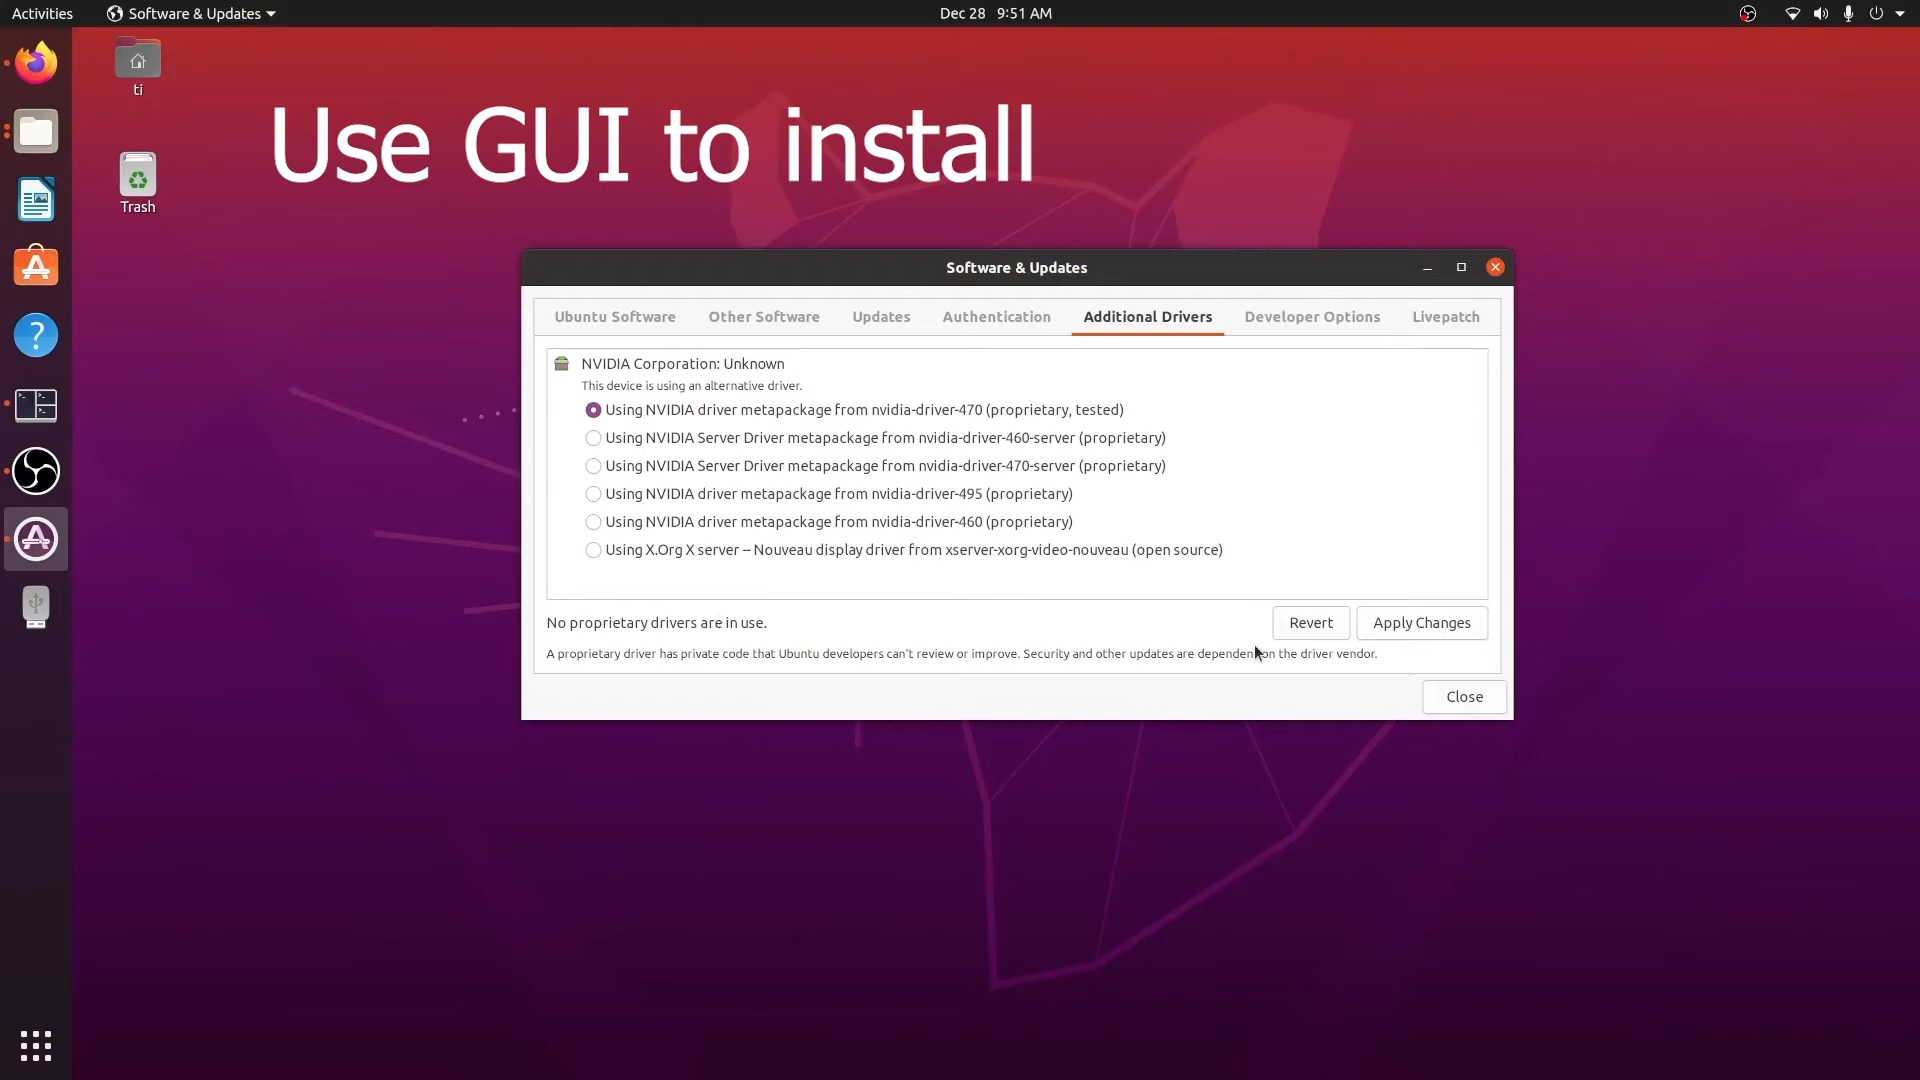 Activities
Software & Updates
Dec 28 9:51 AM
ti
Trash
Use GUI to install
Software & Updates
Ubuntu Software
Other Software
Updates
Authentication
Additional Drivers
Developer Options
Livepatch
NVIDIA Corporation: Unknown
This device is using an alternative driver.
Using NVIDIA driver metapackage from nvidia-driver-470 (proprietary, tested)
Using NVIDIA Server Driver metapackage from nvidia-driver-460-server (proprietary)
Using NVIDIA Server Driver metapackage from nvidia-driver-470-server (proprietary)
Using NVIDIA driver metapackage from nvidia-driver-495 (proprietary)
Using NVIDIA driver metapackage from nvidia-driver-460 (proprietary)
Using X.Org X server -- Nouveau display driver from xserver-xorg-video-nouveau (open source)
No proprietary drivers are in use.
Revert
Apply Changes
A proprietary driver has private code that Ubuntu developers can't review or improve. Security and other updates are dependent on the driver vendor.
Close